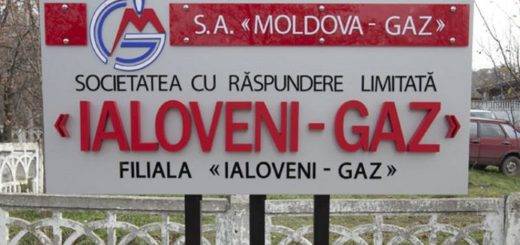 S.A. «MOLDOVA - GAZ»
SOCIETATEA CU RĂSPUNDERE LIMITATĂ
«IALOVENI - GAZ»
FILIALA «IALOVENI - GAZ»